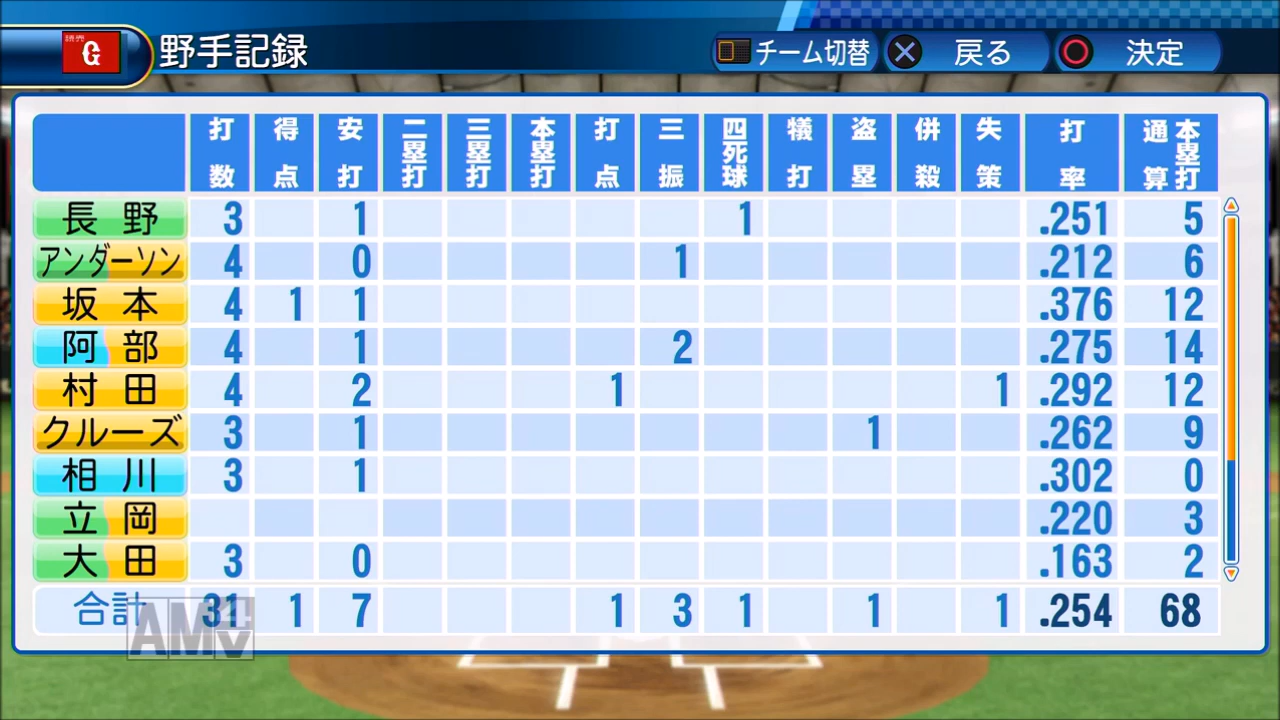 読売
G
野手記録
チーム切替
戻る
決定
打数 得点 安打 二塁打 三塁打 本塁打 打点 三振 四死球 犠打 盗塁 併殺 失策 打率 通算本塁打
長野 3 1 1 .251 5
アンダーソン 4 0 1 .212 6
坂本 4 1 1 .376 12
阿部 4 1 2 .275 14
村田 4 2 1 1 .292 12
クルーズ 3 1 1 .262 9
相川 3 1 .302 0
立岡 .220 3
大田 3 0 .163 2
合計 31 1 7 1 3 1 1 1 .254 68
AMV4